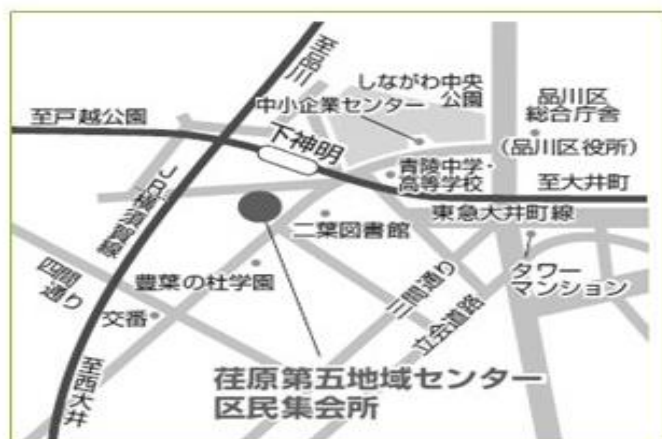 至品川
しながわ中央
公園
中小企業センター
品川区
総合庁舎
(品川区役所)
至戸越公園
下神明
青陵中学・
高等学校
至大井町
JR横須賀線
東急大井町線
二葉図書館
四間
通り
豊葉の杜学園
三間通り
立会道路
タワー
マンション
交番
至西大井
荏原第五地域センター
区民集会所